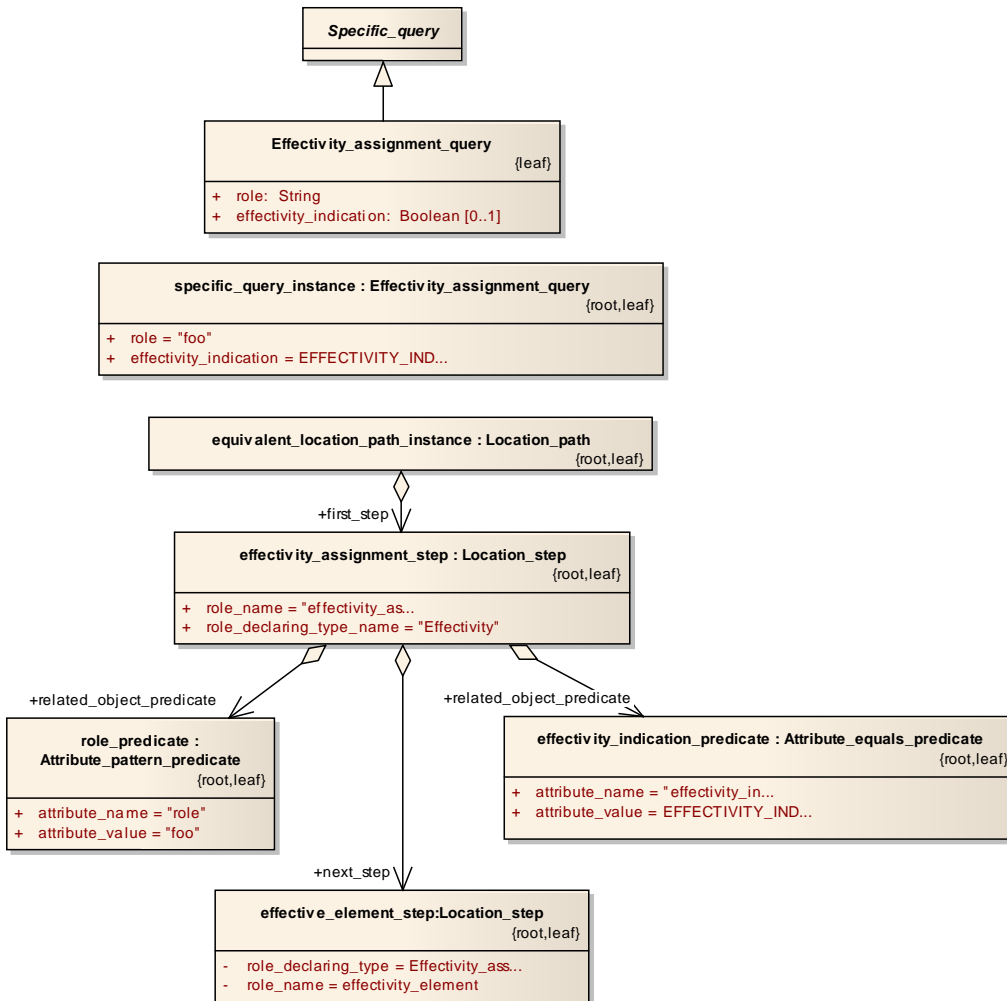 Specific_query
Effectivity_assignment_query
{leaf}
+ role: String
+ effectivity_indication: Boolean [0..1]
specific_query_instance : Effectivity_assignment_query
{root,leaf}
+ role = "foo"
+ effectivity_indication = EFFECTIVITY_IND...
equivalent_location_path_instance : Location_path
{root,leaf}
+first_step
effectivity_assignment_step : Location_step
{root,leaf}
+ role_name = "effectivity_as...
+ role_declaring_type_name = "Effectivity"
+related_object_predicate
+related_object_predicate
role_predicate :
Attribute_pattern_predicate
{root,leaf}
+ attribute_name = "role"
+ attribute_value = "foo"
effectivity_indication_predicate : Attribute_equals_predicate
{root,leaf}
+ attribute_name = "effectivity_in...
+ attribute_value = EFFECTIVITY_IND...
+next_step
effective_element_step:Location_step
{root,leaf}
- role_declaring_type = Effectivity_ass...
- role_name = effectivity_element